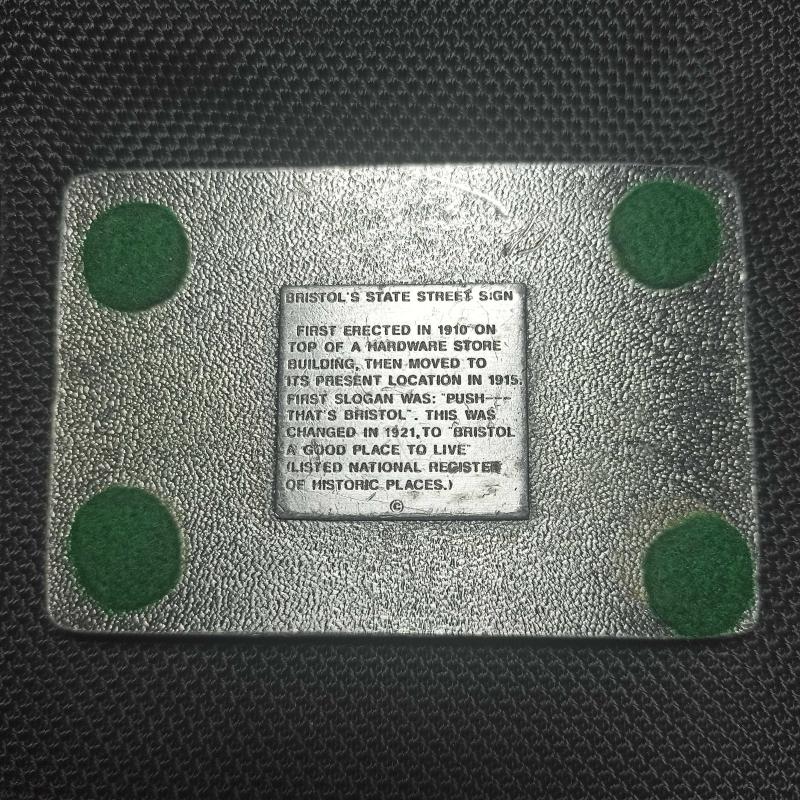 BRISTOL'S STATE STREET SIGN
FIRST ERECTED IN 1910 ON
TOP OF A HARDWARE STORE
BUILDING, THEN MOVED TO
ITS PRESENT LOCATION IN 1915.
FIRST SLOGAN WAS: "PUSH---
THAT'S BRISTOL". THIS WAS
CHANGED IN 1921, TO "BRISTOL
A GOOD PLACE TO LIVE"
(LISTED NATIONAL REGISTER
OF HISTORIC PLACES.)
©